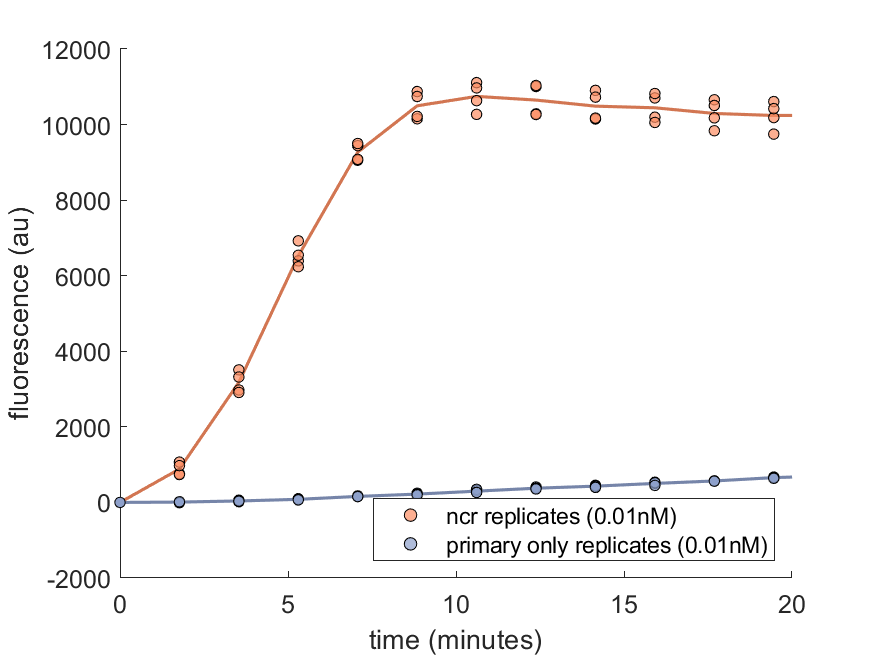 12000
10000
8000
6000
4000
2000
0
-2000
fluorescence (au)
ncr replicates (0.01nM)
primary only replicates (0.01nM)
0 5 10 15 20
time (minutes)